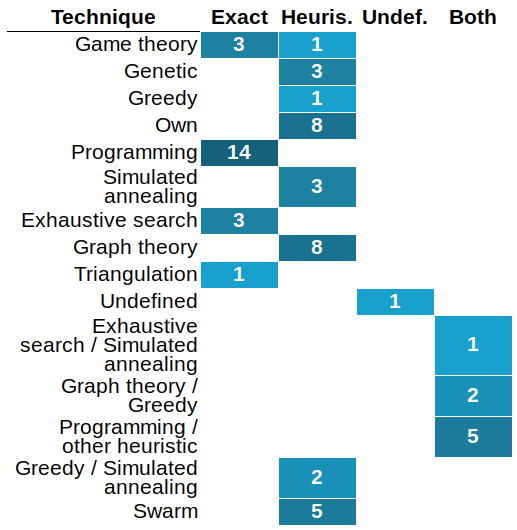 Technique Exact Heuris. Undef. Both
Game theory 3 1
Genetic 3
Greedy 1
Own 8
Programming 14
Simulated
annealing 3
Exhaustive search 3
Graph theory 8
Triangulation 1
Undefined 1
Exhaustive
search / Simulated
annealing 1
Graph theory /
Greedy 2
Programming /
other heuristic 5
Greedy / Simulated
annealing 2
Swarm 5